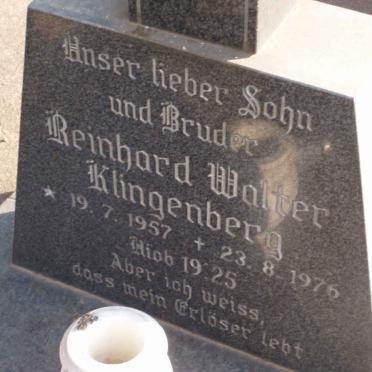 Unser lieber Sohn
und Bruder
Reinhard Walter
Klingenberg
* 19. 7. 1957 + 23. 8. 1976
Hiob 19 25
Aber ich weiss,
dass mein Erlöser lebt